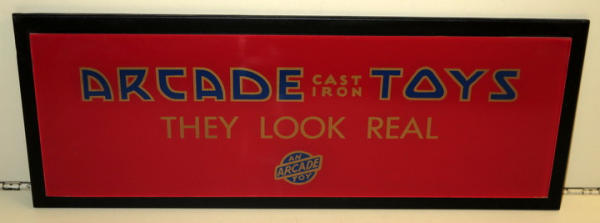 ARCADE CAST IRON TOYS
THEY LOOK REAL
AN
ARCADE
TOY